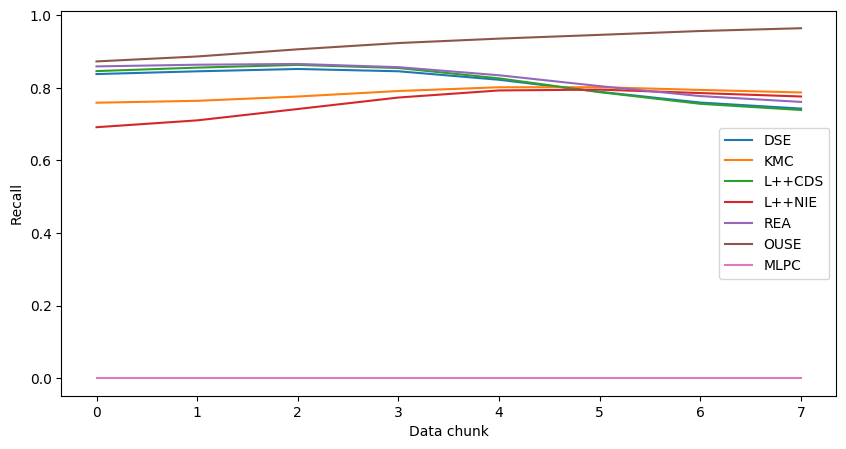 1.0
0.8
0.6
0.4
0.2
0.0
Recall
0 1 2 3 4 5 6 7
Data chunk
DSE
KMC
L++CDS
L++NIE
REA
OUSE
MLPC